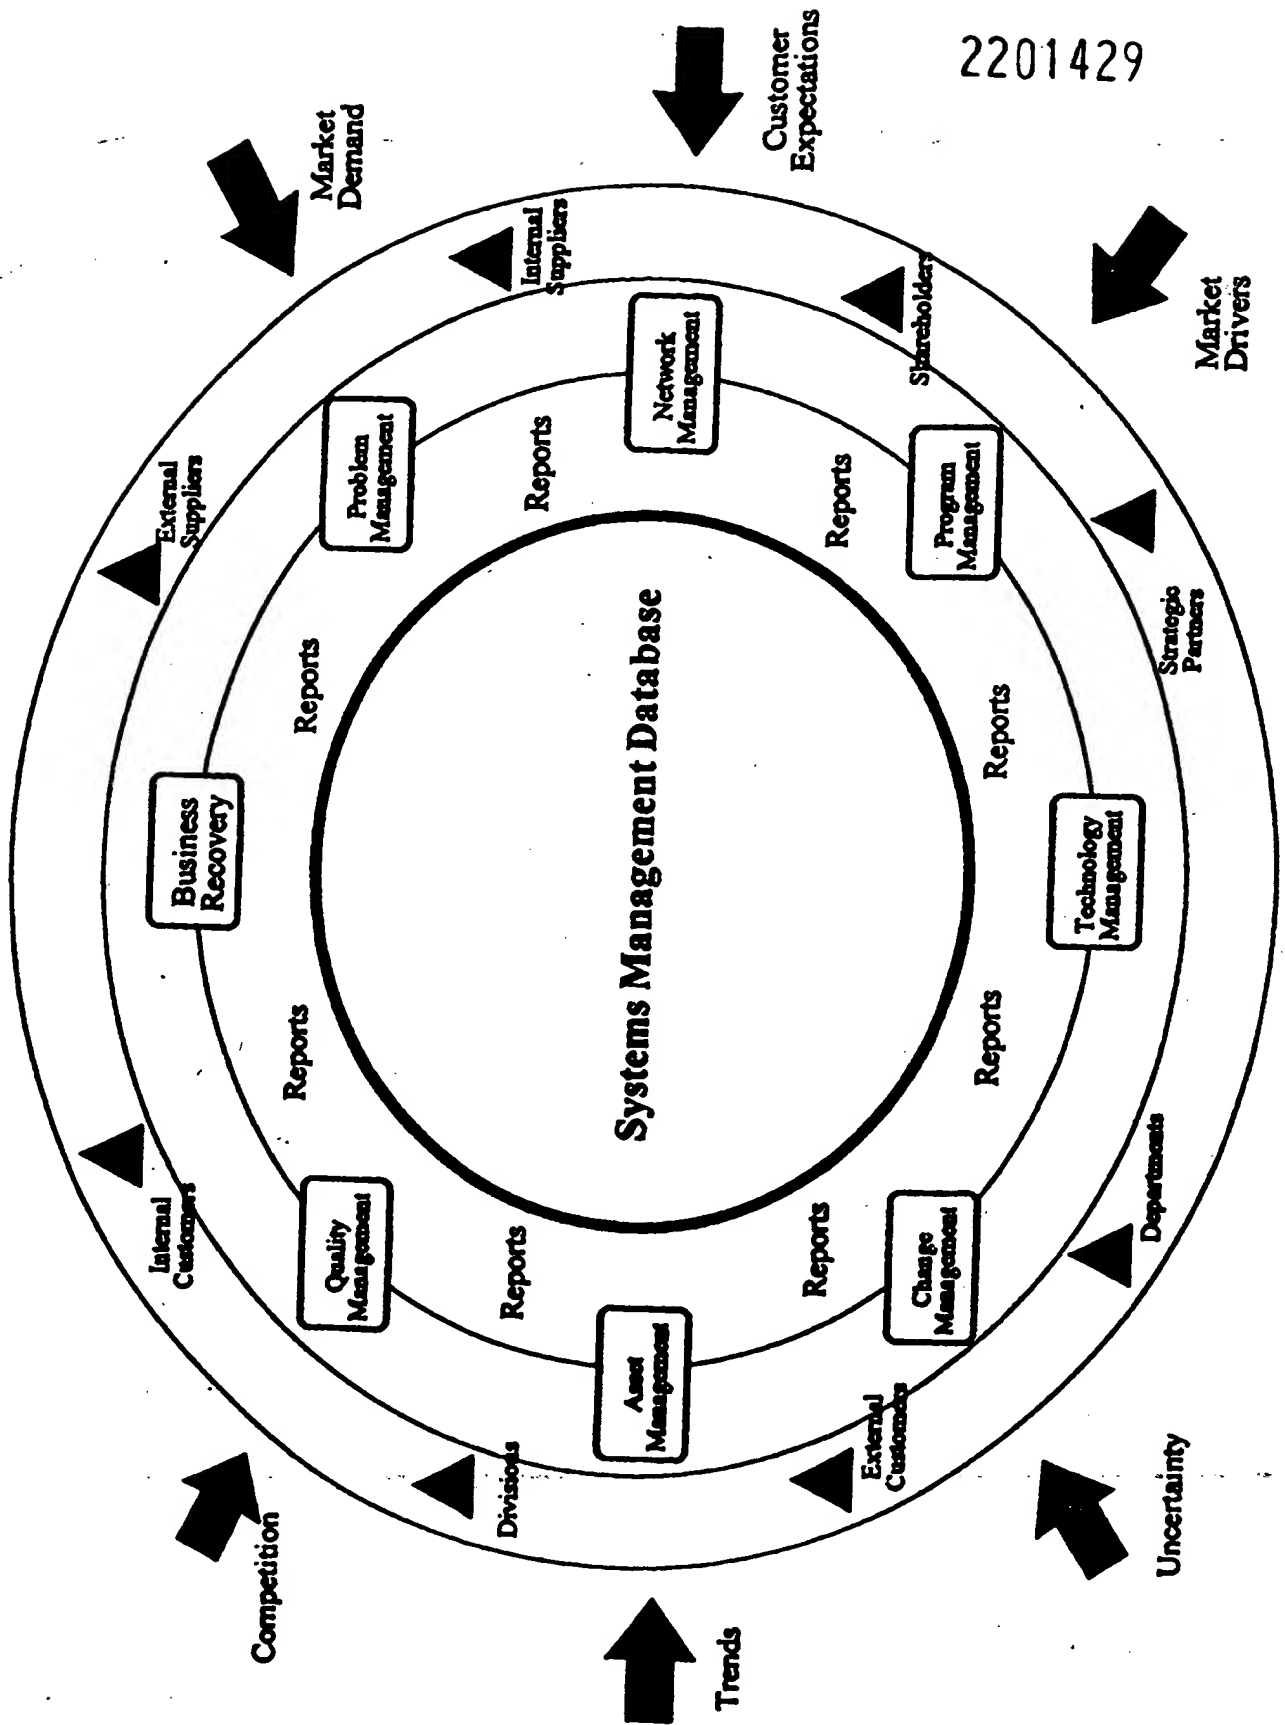 2201429
Competition
Market
Demand
Internal
Customers
External
Suppliers
Business
Recovery
Quality
Management
Problem
Management
Reports
Reports
Divisions
Internal
Suppliers
Reports
Reports
Trends
Asset
Management
Systems Management Database
Network
Management
Customer
Expectations
Reports
Reports
External
Customers
Shareholders
Change
Management
Program
Management
Reports
Reports
Technology
Management
Departments
Strategic
Partners
Uncertainty
Market
Drivers